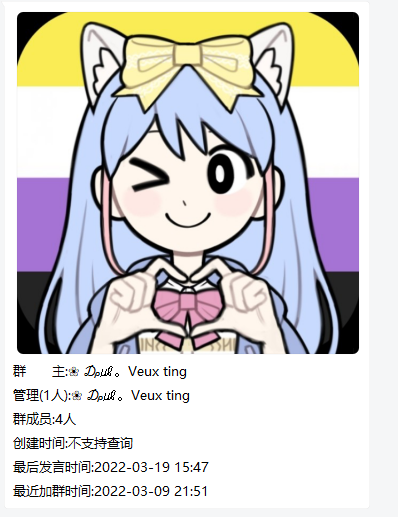 群　　主:❀ 𝒟𝓅𝓊𝓀 。Veux ting
管理(1人):❀ 𝒟𝓅𝓊𝓀 。Veux ting
群成员:4人
创建时间:不支持查询
最后发言时间:2022-03-19 15:47
最近加群时间:2022-03-09 21:51